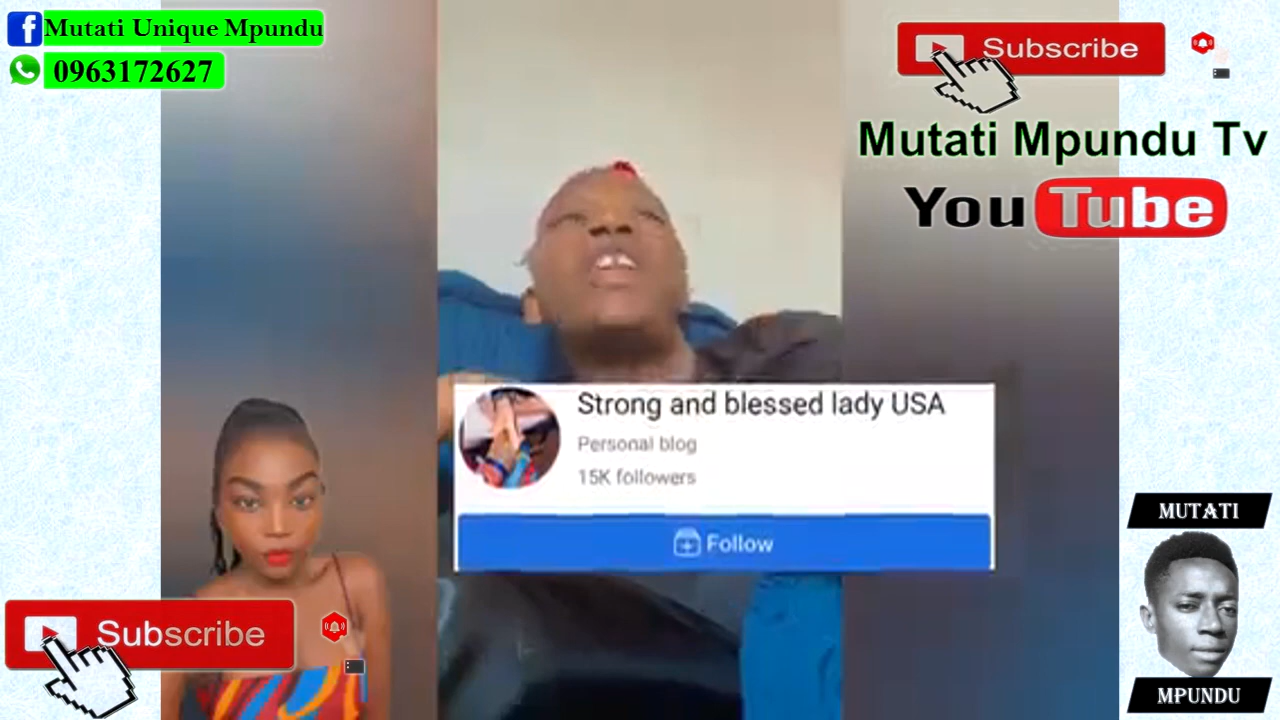 Mutati Unique Mpundu
0963172627
Subscribe
Mutati Mpundu Tv
YouTube
Strong and blessed lady USA
Personal blog
15K followers
Follow
Subscribe
MUTATI
MPUNDU